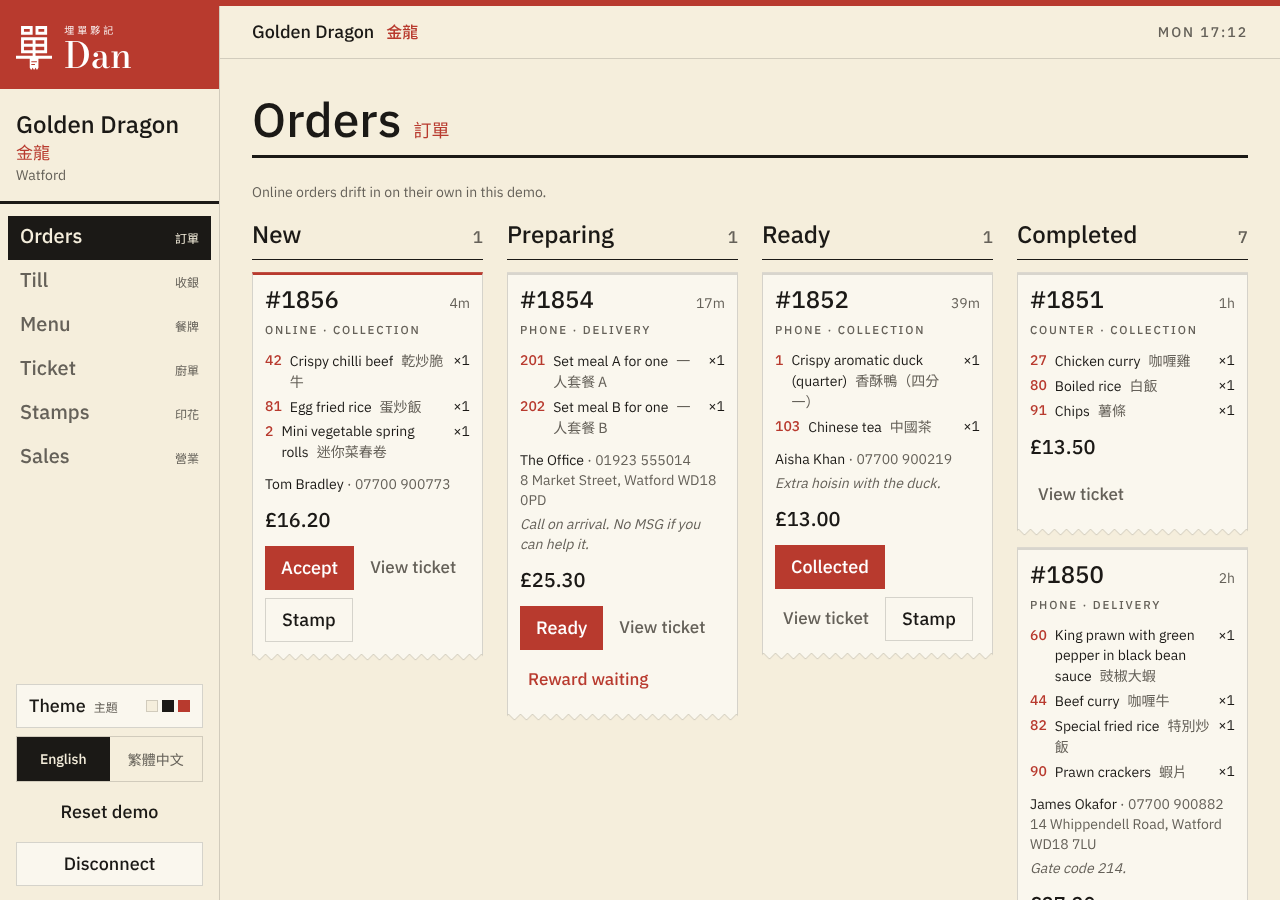 單 埋單夥記
Dan
Golden Dragon
金龍
Watford
Orders 訂單
Till 收銀
Menu 餐牌
Ticket 廚單
Stamps 印花
Sales 營業
Theme 主題
English 繁體中文
Reset demo
Disconnect
Golden Dragon 金龍
MON 17:12
Orders 訂單
Online orders drift in on their own in this demo.
New 1
#1856 4m
ONLINE · COLLECTION
42 Crispy chilli beef 乾炒脆 ×1
牛
81 Egg fried rice 蛋炒飯 ×1
2 Mini vegetable spring ×1
rolls 迷你菜春卷
Tom Bradley · 07700 900773
£16.20
Accept View ticket
Stamp
Preparing 1
#1854 17m
PHONE · DELIVERY
201 Set meal A for one 一 ×1
人套餐 A
202 Set meal B for one 一 ×1
人套餐 B
The Office · 01923 555014
8 Market Street, Watford WD18
0PD
Call on arrival. No MSG if you
can help it.
£25.30
Ready View ticket
Reward waiting
Ready 1
#1852 39m
PHONE · COLLECTION
1 Crispy aromatic duck ×1
(quarter) 香酥鴨（四分
一）
103 Chinese tea 中國茶 ×1
Aisha Khan · 07700 900219
Extra hoisin with the duck.
£13.00
Collected
View ticket Stamp
Completed 7
#1851 1h
COUNTER · COLLECTION
27 Chicken curry 咖喱雞 ×1
80 Boiled rice 白飯 ×1
91 Chips 薯條 ×1
£13.50
View ticket
#1850 2h
PHONE · DELIVERY
60 King prawn with green ×1
pepper in black bean
sauce 豉椒大蝦
44 Beef curry 咖喱牛 ×1
82 Special fried rice 特別炒 ×1
飯
90 Prawn crackers 蝦片 ×1
James Okafor · 07700 900882
14 Whippendell Road, Watford
WD18 7LU
Gate code 214.